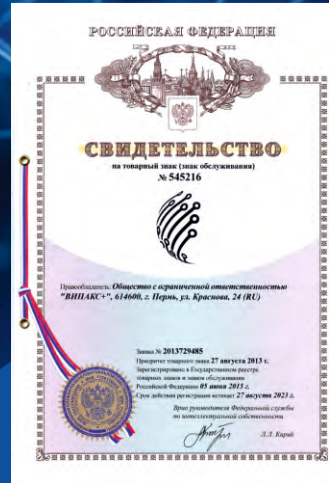 РОССИЙСКАЯ ФЕДЕРАЦИЯ
СВИДЕТЕЛЬСТВО
на товарный знак (знак обслуживания)
№ 545216
Правообладатель: Общество с ограниченной ответственностью
"ВИПАКС+", 614600, г. Пермь, ул. Краснова, 24 (RU)
Заявка № 2013729485
Приоритет товарного знака 27 августа 2013 г.
Зарегистрировано в Государственном реестре
товарных знаков и знаков обслуживания
Российской Федерации 05 июня 2015 г.
Срок действия регистрации истекает 27 августа 2023 г.
Врио руководителя Федеральной службы
по интеллектуальной собственности
Л.Л. Кирий